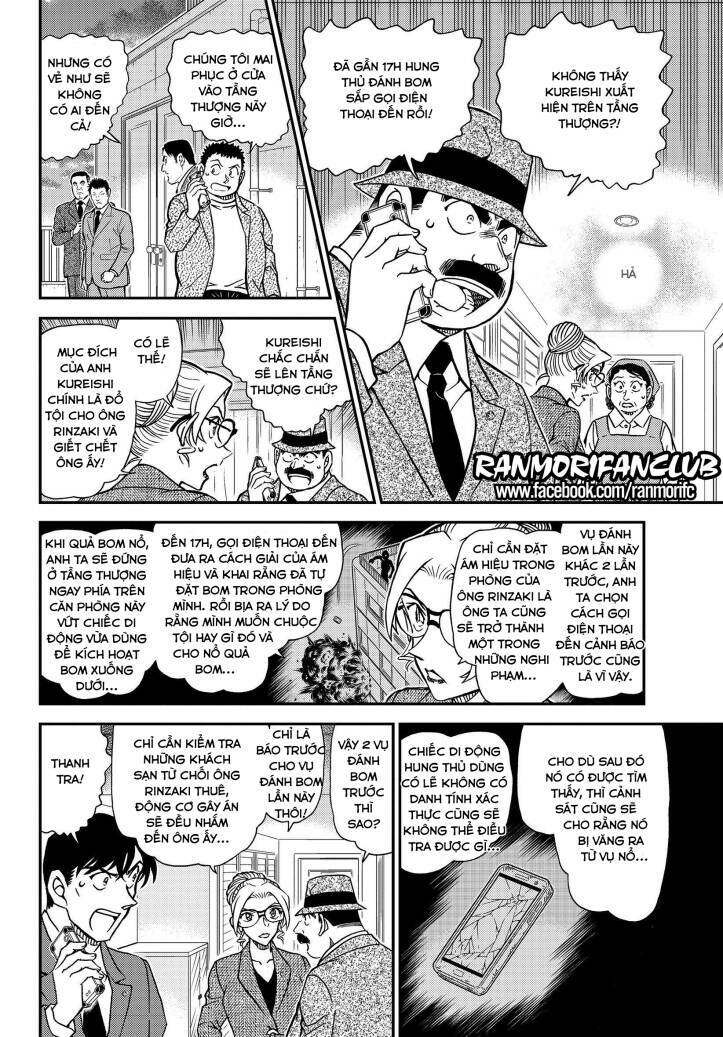 KHÔNG THẤY
KUREISHI XUẤT
HIỆN TRÊN TẦNG
THƯỢNG?!
ĐÃ GẦN 17H HUNG
THỦ ĐÁNH BOM
SẮP GỌI ĐIỆN
THOẠI ĐẾN RỒI!
HẢ
CHÚNG TÔI MAI
PHỤC Ở CỬA
VÀO TẦNG
THƯỢNG NÃY
GIỜ...
NHƯNG CÓ
VẺ NHƯ SẼ
KHÔNG CÓ
AI ĐẾN
CẢ!
KUREISHI
CHẮC CHẮN
SẼ LÊN TẦNG
THƯỢNG CHỨ?
CÓ LẼ
THẾ!
MỤC ĐÍCH
CỦA ANH
KUREISHI
CHÍNH LÀ ĐỔ
TỘI CHO ÔNG
RINZAKI VÀ
GIẾT CHẾT
ÔNG ẤY!
RANMORIFANCLUB
www.facebook.com/ranmorifc
VỤ ĐÁNH
BOM LẦN NÀY
KHÁC 2 LẦN
TRƯỚC, ANH
TA CHỌN
CÁCH GỌI
ĐIỆN THOẠI
ĐẾN CẢNH BÁO
TRƯỚC CŨNG
LÀ VÌ VẬY.
CHỈ CẦN ĐẶT
ÁM HIỆU TRONG
PHÒNG CỦA
ÔNG RINZAKI LÀ
ÔNG TA CŨNG
SẼ TRỞ THÀNH
MỘT TRONG
NHỮNG NGHI
PHẠM...
ĐẾN 17H, GỌI ĐIỆN THOẠI ĐẾN
ĐƯA RA CÁCH GIẢI CỦA ÁM
HIỆU VÀ KHAI RẰNG ĐÃ TỰ
ĐẶT BOM TRONG PHÒNG
MÌNH. RỒI BỊA RA LÝ DO
RẰNG MÌNH MUỐN CHUỘC
TỘI HAY GÌ ĐÓ VÀ
CHO NỔ QUẢ
BOM...
KHI QUẢ BOM NỔ,
ANH TA SẼ ĐỨNG
Ở TẦNG THƯỢNG
NGAY PHÍA TRÊN
CĂN PHÒNG NÀY
VỨT CHIẾC DI
ĐỘNG VỪA DÙNG
ĐỂ KÍCH HOẠT
BOM XUỐNG
DƯỚI...
CHO DÙ SAU ĐÓ
NÓ CÓ ĐƯỢC TÌM
THẤY, THÌ CẢNH
SÁT CŨNG SẼ
CHO RẰNG NÓ
BỊ VĂNG RA
TỪ VỤ NỔ...
CHIẾC DI ĐỘNG
HUNG THỦ DÙNG
CÓ LẼ KHÔNG CÓ
DANH TÍNH XÁC
THỰC CŨNG SẼ
KHÔNG THỂ ĐIỀU
TRA ĐƯỢC GÌ...
VẬY 2 VỤ
ĐÁNH
BOM
TRƯỚC
THÌ
SAO?
CHỈ LÀ
BÁO TRƯỚC
CHO VỤ
ĐÁNH BOM
LẦN NÀY
THÔI!
CHỈ CẦN KIỂM TRA
NHỮNG KHÁCH
SẠN TỪ CHỐI ÔNG
RINZAKI THUÊ,
ĐỘNG CƠ GÂY ÁN
SẼ ĐỀU NHẮM
ĐẾN ÔNG ẤY...
THANH
TRA!